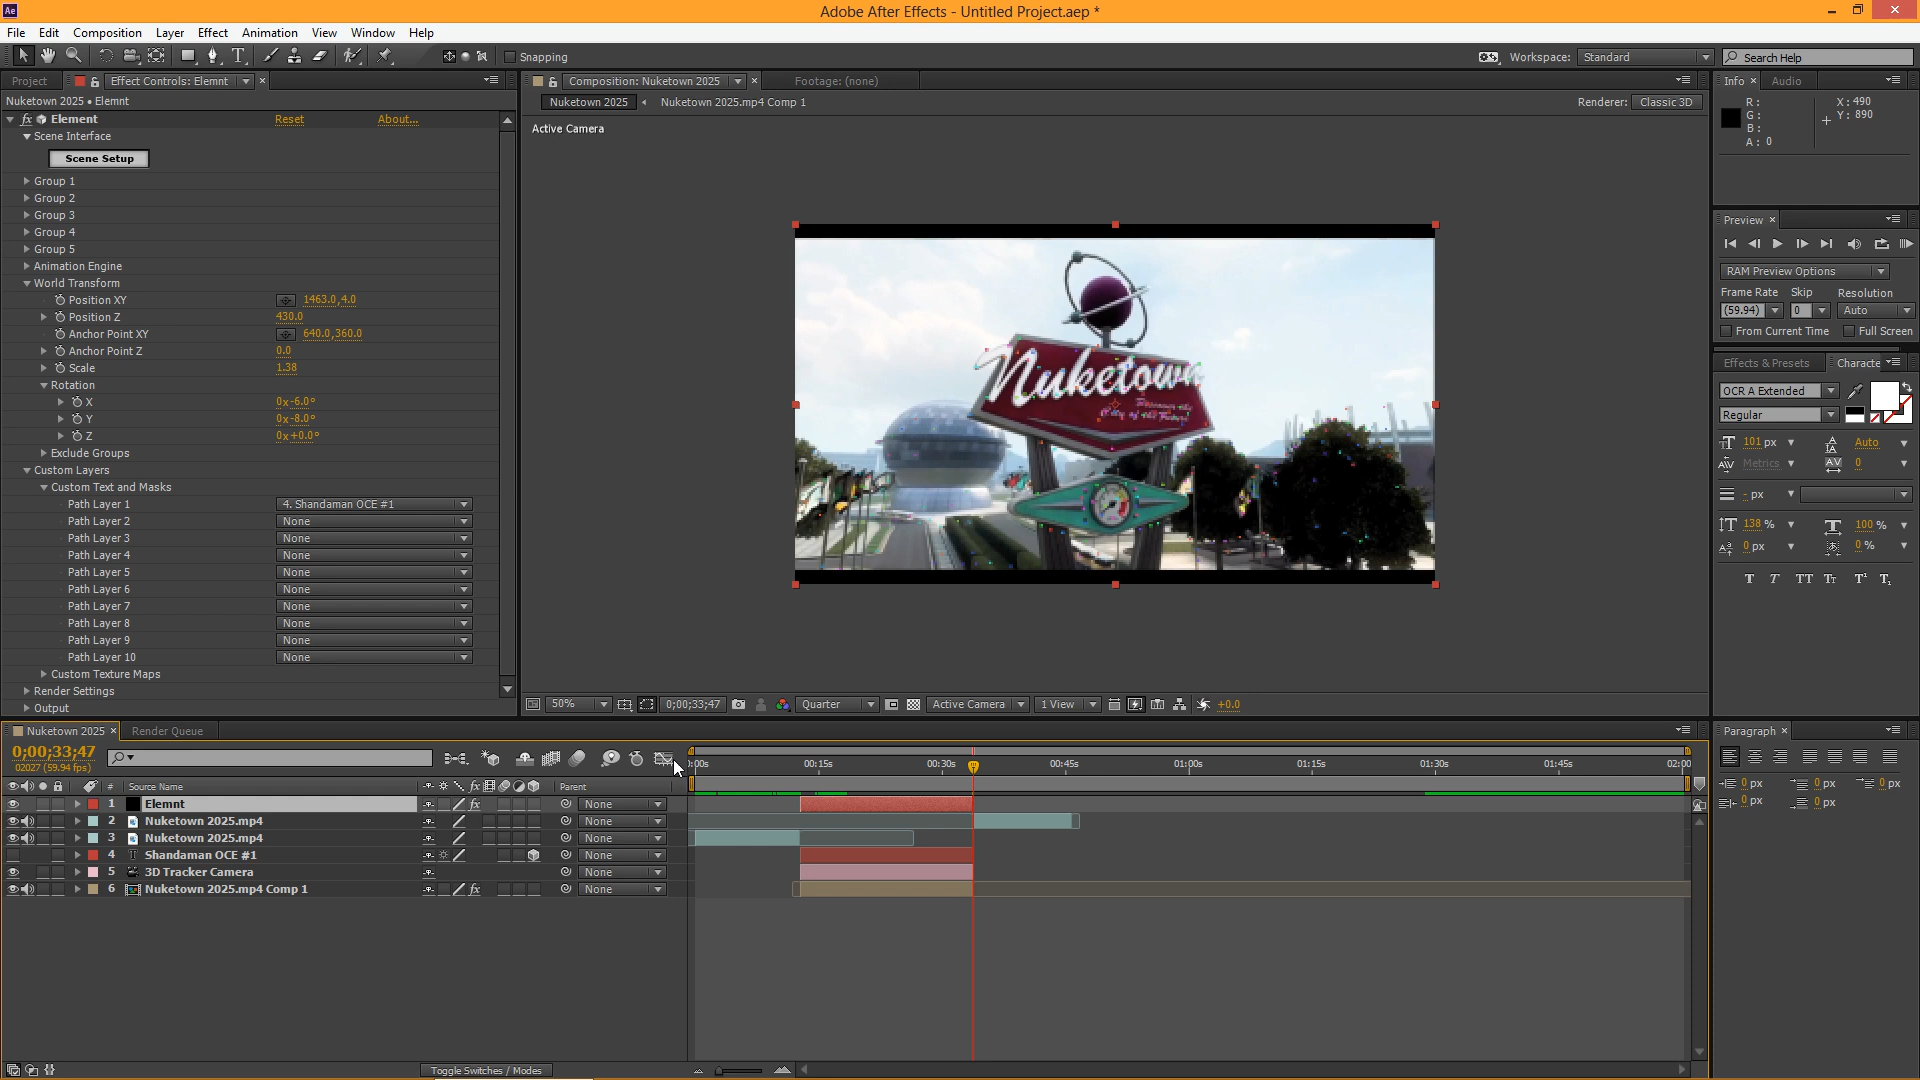 Ae
Adobe After Effects - Untitled Project.aep *
File Edit Composition Layer Effect Animation View Window Help
Snapping
Workspace: Standard
Search Help
Project
Effect Controls: Elemnt
Composition: Nuketown 2025
Footage: (none)
Nuketown 2025 • Elemnt
Nuketown 2025
Nuketown 2025.mp4 Comp 1
Renderer: Classic 3D
Active Camera
fx Element Reset About...
Scene Interface
Scene Setup
Group 1
Group 2
Group 3
Group 4
Group 5
Animation Engine
World Transform
Position XY 1463.0,4.0
Position Z 430.0
Anchor Point XY 640.0,360.0
Anchor Point Z 0.0
Scale 1.38
Rotation
X 0x-6.0°
Y 0x-8.0°
Z 0x+0.0°
Exclude Groups
Custom Layers
Custom Text and Masks
Path Layer 1 4. Shandaman OCE #1
Path Layer 2 None
Path Layer 3 None
Path Layer 4 None
Path Layer 5 None
Path Layer 6 None
Path Layer 7 None
Path Layer 8 None
Path Layer 9 None
Path Layer 10 None
Custom Texture Maps
Render Settings
Output
Nuketown
50%
0;00;33;47
Quarter
Active Camera
1 View
+0.0
Info Audio
R :
G :
B :
A : 0
X : 490
Y : 890
Preview
RAM Preview Options
Frame Rate Skip Resolution
(59.94) 0 Auto
From Current Time Full Screen
Effects & Presets Characte
OCR A Extended
Regular
101 px Auto
Metrics 0
- px
138 % 100 %
0 px 0 %
T T TT Tt T¹ T₁
Paragraph
0 px 0 px 0 px
0 px 0 px
Nuketown 2025
Render Queue
0;00;33;47
02027 (59.94 fps)
# Source Name fx Parent
:00s 00:15s 00:30s 00:45s 01:00s 01:15s 01:30s 01:45s 02:00
1 Elemnt fx None
2 Nuketown 2025.mp4 None
3 Nuketown 2025.mp4 None
4 Shandaman OCE #1 None
5 3D Tracker Camera None
6 Nuketown 2025.mp4 Comp 1 fx None
Toggle Switches / Modes